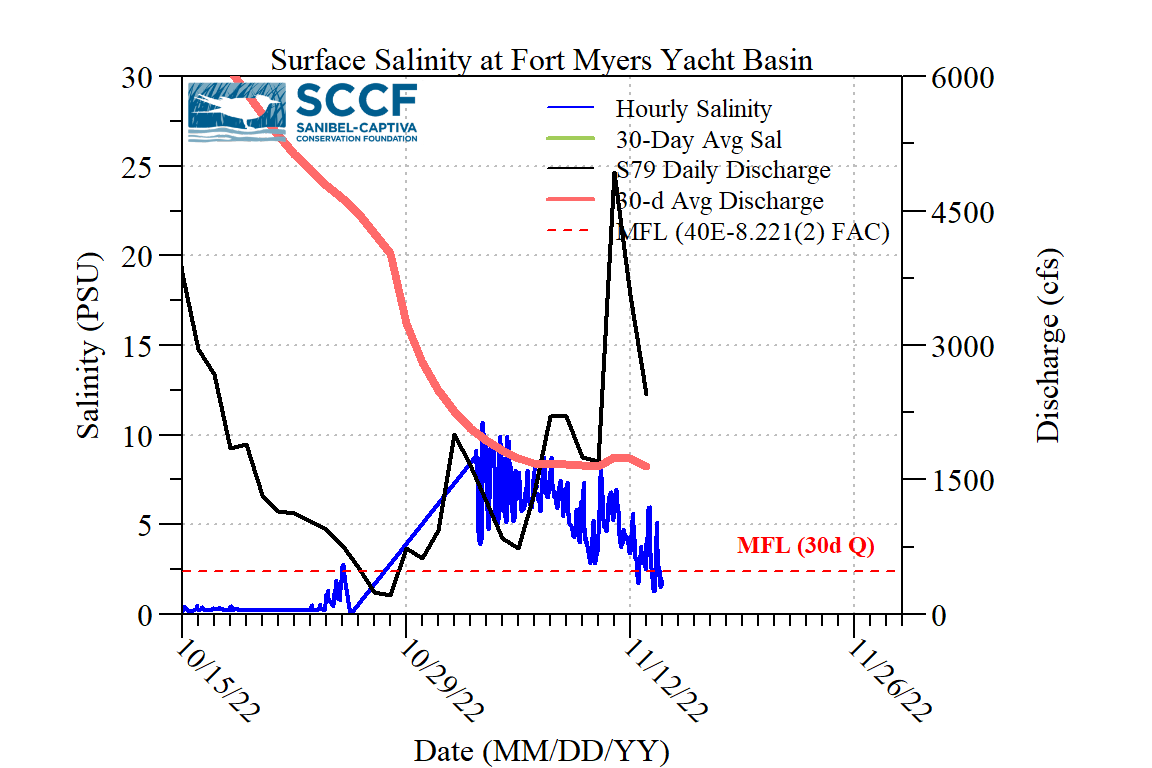 Surface Salinity at Fort Myers Yacht Basin
SCCF
SANIBEL-CAPTIVA
CONSERVATION FOUNDATION
Hourly Salinity
30-Day Avg Sal
S79 Daily Discharge
30-d Avg Discharge
MFL (40E-8.221(2) FAC)
30
25
20
15
10
5
0
Salinity (PSU)
6000
4500
3000
1500
0
Discharge (cfs)
MFL (30d Q)
10/15/22
10/29/22
11/12/22
11/26/22
Date (MM/DD/YY)